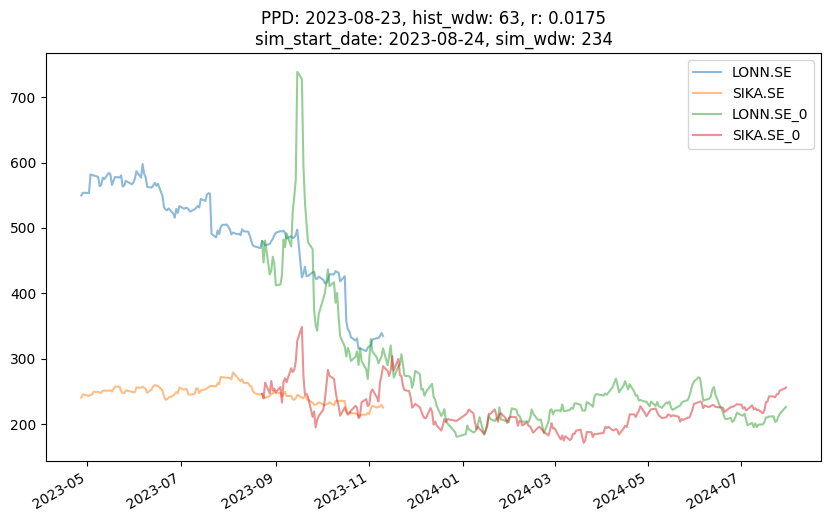 PPD: 2023-08-23, hist_wdw: 63, r: 0.0175
sim_start_date: 2023-08-24, sim_wdw: 234
LONN.SE
SIKA.SE
LONN.SE_0
SIKA.SE_0
700
600
500
400
300
200
2023-05
2023-07
2023-09
2023-11
2024-01
2024-03
2024-05
2024-07